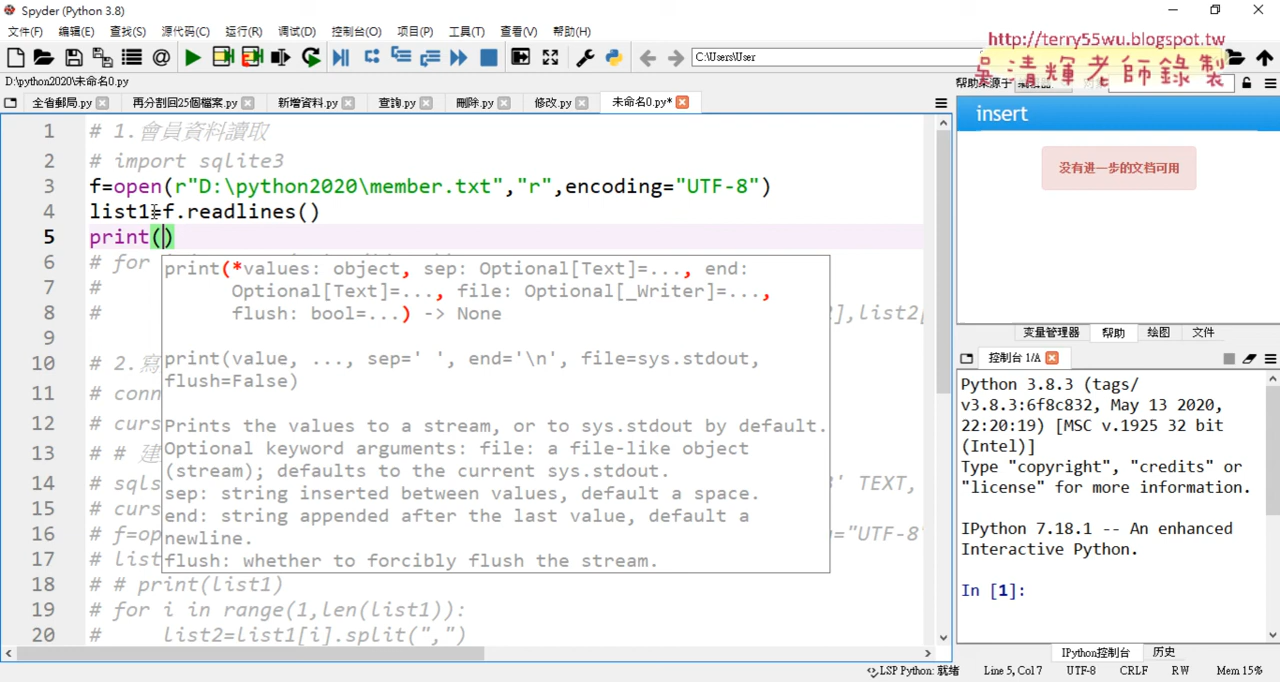 Spyder (Python 3.8)
文件(F) 编辑(E) 查找(S) 源代码(C) 运行(R) 调试(D) 控制台(O) 项目(P) 工具(T) 查看(V) 帮助(H)
http://terry55wu.blogspot.tw
C:\Users\User
吳清輝老師錄製
D:\python2020\未命名0.py
帮助来源于
全省郵局.py 再分割回25個檔案.py 新增資料.py 查詢.py 刪除.py 修改.py 未命名0.py*
insert
没有进一步的文档可用
1 # 1.會員資料讀取
2 # import sqlite3
3 f=open(r"D:\python2020\member.txt","r",encoding="UTF-8")
4 list1=f.readlines()
5 print()
6 # for
7 #
8 # ],list2[
9
10 # 2.寫
11 # conn
12 # curs
13 # # 建
14 # sqls 3' TEXT,
15 # curs
16 # f=op ="UTF-8"
17 # list
18 # # print(list1)
19 # for i in range(1,len(list1)):
20 # list2=list1[i].split(",")
print(*values: object, sep: Optional[Text]=..., end:
Optional[Text]=..., file: Optional[_Writer]=...,
flush: bool=...) -> None
print(value, ..., sep=' ', end='\n', file=sys.stdout,
flush=False)
Prints the values to a stream, or to sys.stdout by default.
Optional keyword arguments: file: a file-like object
(stream); defaults to the current sys.stdout.
sep: string inserted between values, default a space.
end: string appended after the last value, default a
newline.
flush: whether to forcibly flush the stream.
变量管理器 帮助 绘图 文件
控制台 1/A
Python 3.8.3 (tags/
v3.8.3:6f8c832, May 13 2020,
22:20:19) [MSC v.1925 32 bit
(Intel)]
Type "copyright", "credits" or
"license" for more information.
IPython 7.18.1 -- An enhanced
Interactive Python.
In [1]:
IPython控制台 历史
LSP Python: 就绪 Line 5, Col 7 UTF-8 CRLF RW Mem 15%